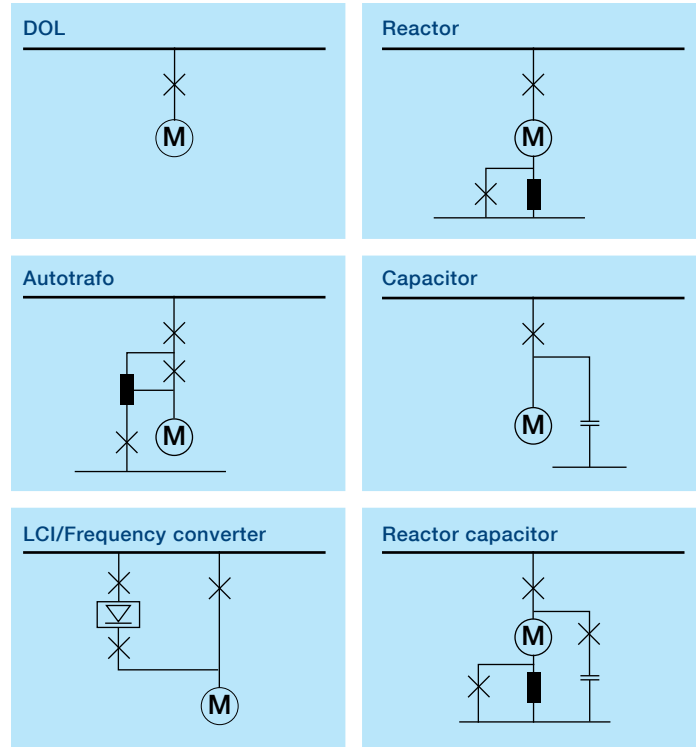 DOL
M
Reactor
M
Autotrafo
M
Capacitor
M
LCI/Frequency converter
M
Reactor capacitor
M